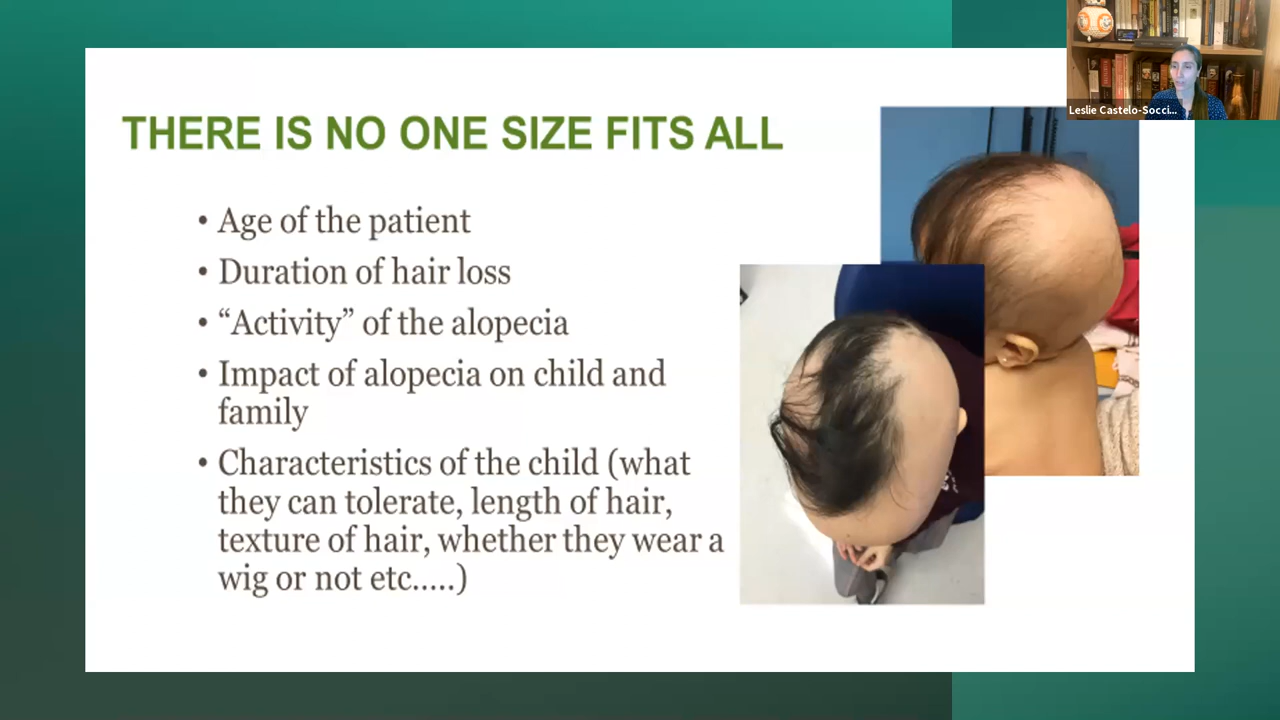 Leslie Castelo-Socci...
THERE IS NO ONE SIZE FITS ALL
• Age of the patient
• Duration of hair loss
• “Activity” of the alopecia
• Impact of alopecia on child and
family
• Characteristics of the child (what
they can tolerate, length of hair,
texture of hair, whether they wear a
wig or not etc.....)